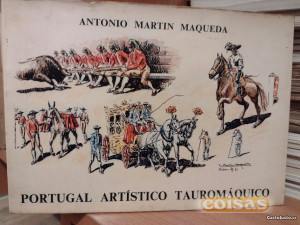 ANTONIO MARTIN MAQUEDA
PORTUGAL ARTÍSTICO TAUROMÁQUICO
COISAS